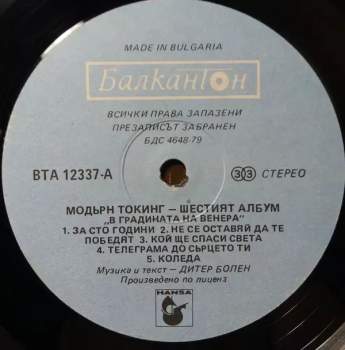 MADE IN BULGARIA
БалканТон
ВСИЧКИ ПРАВА ЗАПАЗЕНИ
ПРЕЗАПИСЪТ ЗАБРАНЕН
БДС 4648-79
ВТА 12337-А
33 СТЕРЕО
МОДЪРН ТОКИНГ – ШЕСТИЯТ АЛБУМ
„В ГРАДИНАТА НА ВЕНЕРА"
1. ЗА СТО ГОДИНИ 2. НЕ СЕ ОСТАВЯЙ ДА ТЕ
ПОБЕДЯТ 3. КОЙ ЩЕ СПАСИ СВЕТА
4. ТЕЛЕГРАМА ДО СЪРЦЕТО ТИ
5. КОЛЕДА
Музика и текст – ДИТЕР БОЛЕН
Произведено по лиценз
HANSA